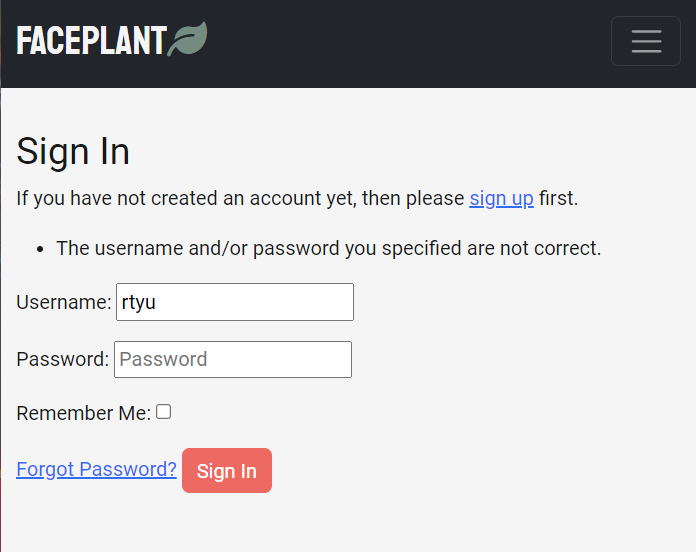 FACEPLANT
Sign In
If you have not created an account yet, then please sign up first.
• The username and/or password you specified are not correct.
Username: rtyu
Password: Password
Remember Me:
Forgot Password? Sign In